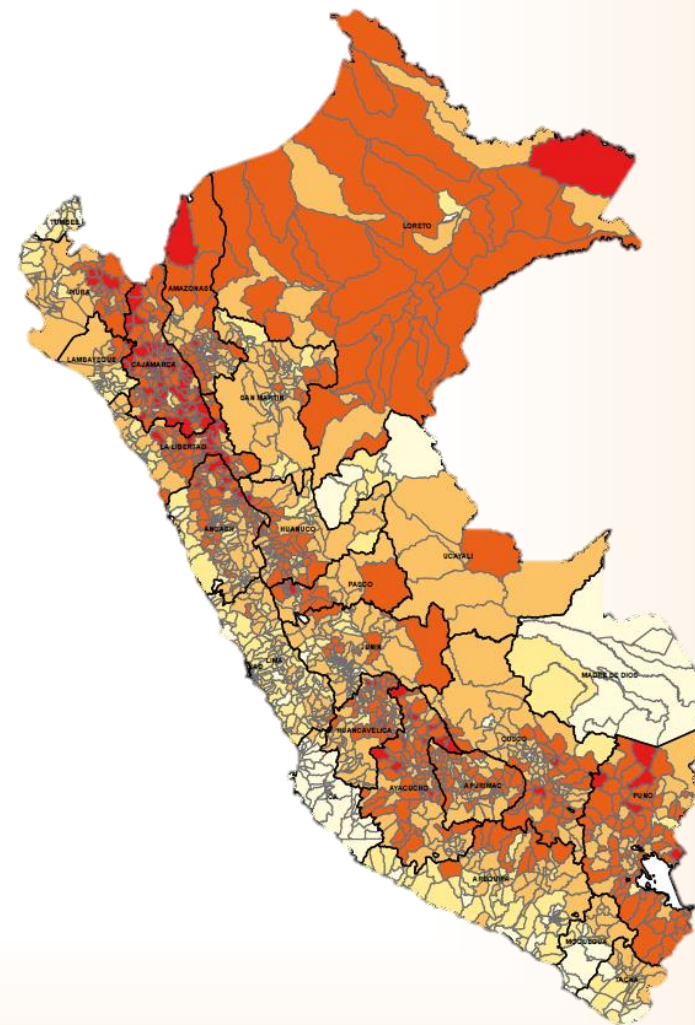 TUMBES
LORETO
PIURA
AMAZONAS
LAMBAYEQUE
CAJAMARCA
SAN MARTIN
LA LIBERTAD
ANCASH
HUANUCO
UCAYALI
PASCO
JUNIN
LIMA
MADRE DE DIOS
HUANCAVELICA
CUSCO
AYACUCHO
APURIMAC
PUNO
AREQUIPA
MOQUEGUA
TACNA